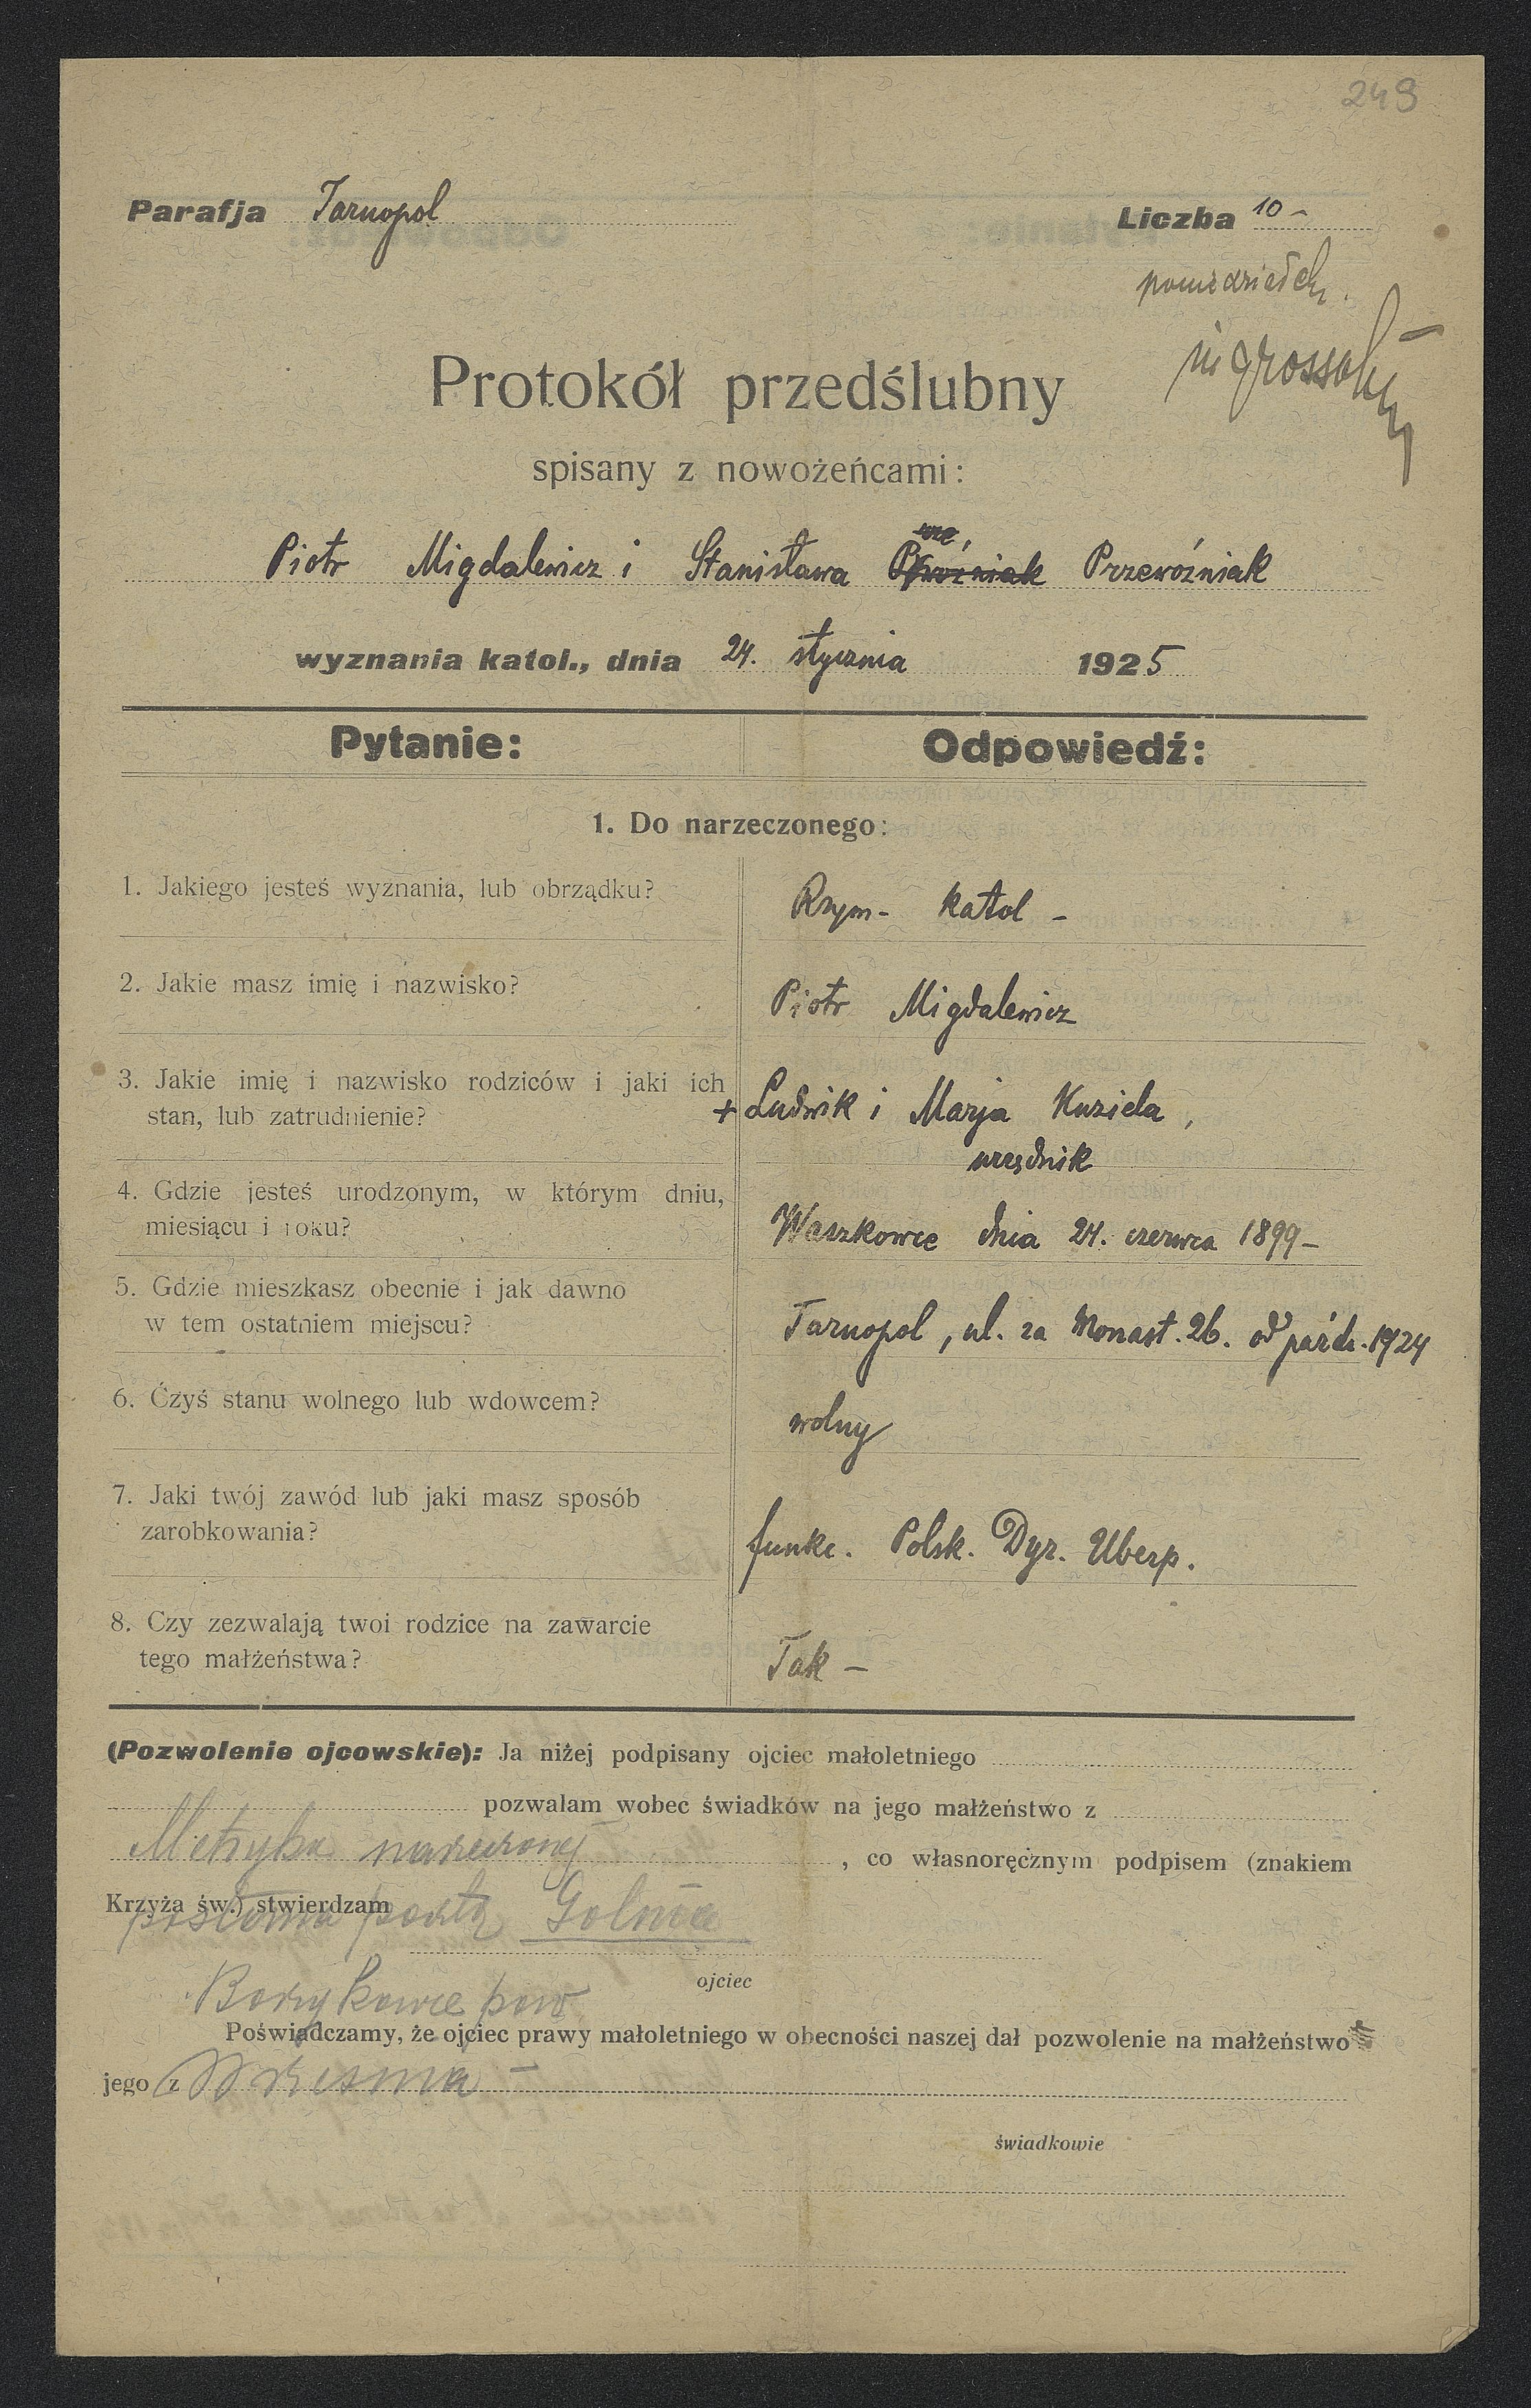 249
Parafja Tarnopol
Liczba 10 -
Protokół przedślubny
spisany z nowożeńcami:
Piotr Migdalewicz i Stanisława Przewoźniak
wyznania katol., dnia 24. stycznia 1925
Pytanie:
Odpowiedź:
1. Do narzeczonego:
1. Jakiego jesteś wyznania, lub obrządku?
Rzym- katol -
2. Jakie masz imię i nazwisko?
Piotr Migdalewicz
3. Jakie imię i nazwisko rodziców i jaki ich
stan, lub zatrudnienie?
+ Ludwik i Marja Kuziela,
urzędnik
4. Gdzie jesteś urodzonym, w którym dniu,
miesiącu i roku?
Waszkowce dnia 24. czerwca 1899 -
5. Gdzie mieszkasz obecnie i jak dawno
w tem ostatniem miejscu?
Tarnopol, ul. za Monast. 26. od paźdz. 1924
6. Czyś stanu wolnego lub wdowcem?
wolny
7. Jaki twój zawód lub jaki masz sposób
zarobkowania?
funkc. Polsk. Dyr. Ubezp.
8. Czy zezwalają twoi rodzice na zawarcie
tego małżeństwa?
Tak -
(Pozwolenie ojcowskie): Ja niżej podpisany ojciec małoletniego
pozwalam wobec świadków na jego małżeństwo z
Metryka narzeczonej
, co własnoręcznym podpisem (znakiem
Krzyża św.) stwierdzam
ojciec
Poświadczamy, że ojciec prawy małoletniego w obecności naszej dał pozwolenie na małżeństwo
jego z
świadkowie